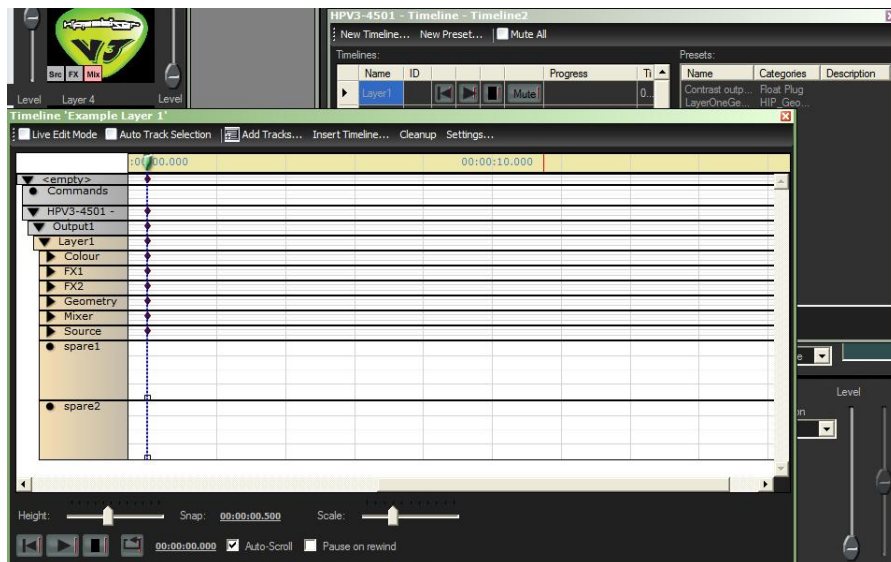 HPV3-4501 - Timeline - Timeline2
New Timeline... New Preset... Mute All
Timelines:
Presets:
Name ID Progress Ti
Name Categories Description
Layer1 Mute 0...
Contrast outp... Float Plug
LayerOneGe... HIP_Geo...
V3
Src FX Mix
Level Layer 4 Level
Timeline 'Example Layer 1'
Live Edit Mode Auto Track Selection Add Tracks... Insert Timeline... Cleanup Settings...
00.000 00:00:10.000
<empty>
Commands
HPV3-4501 -
Output1
Layer1
Colour
FX1
FX2
Geometry
Mixer
Source
spare1
spare2
Level
Height: Snap: 00:00:00.500 Scale:
00:00:00.000 Auto-Scroll Pause on rewind